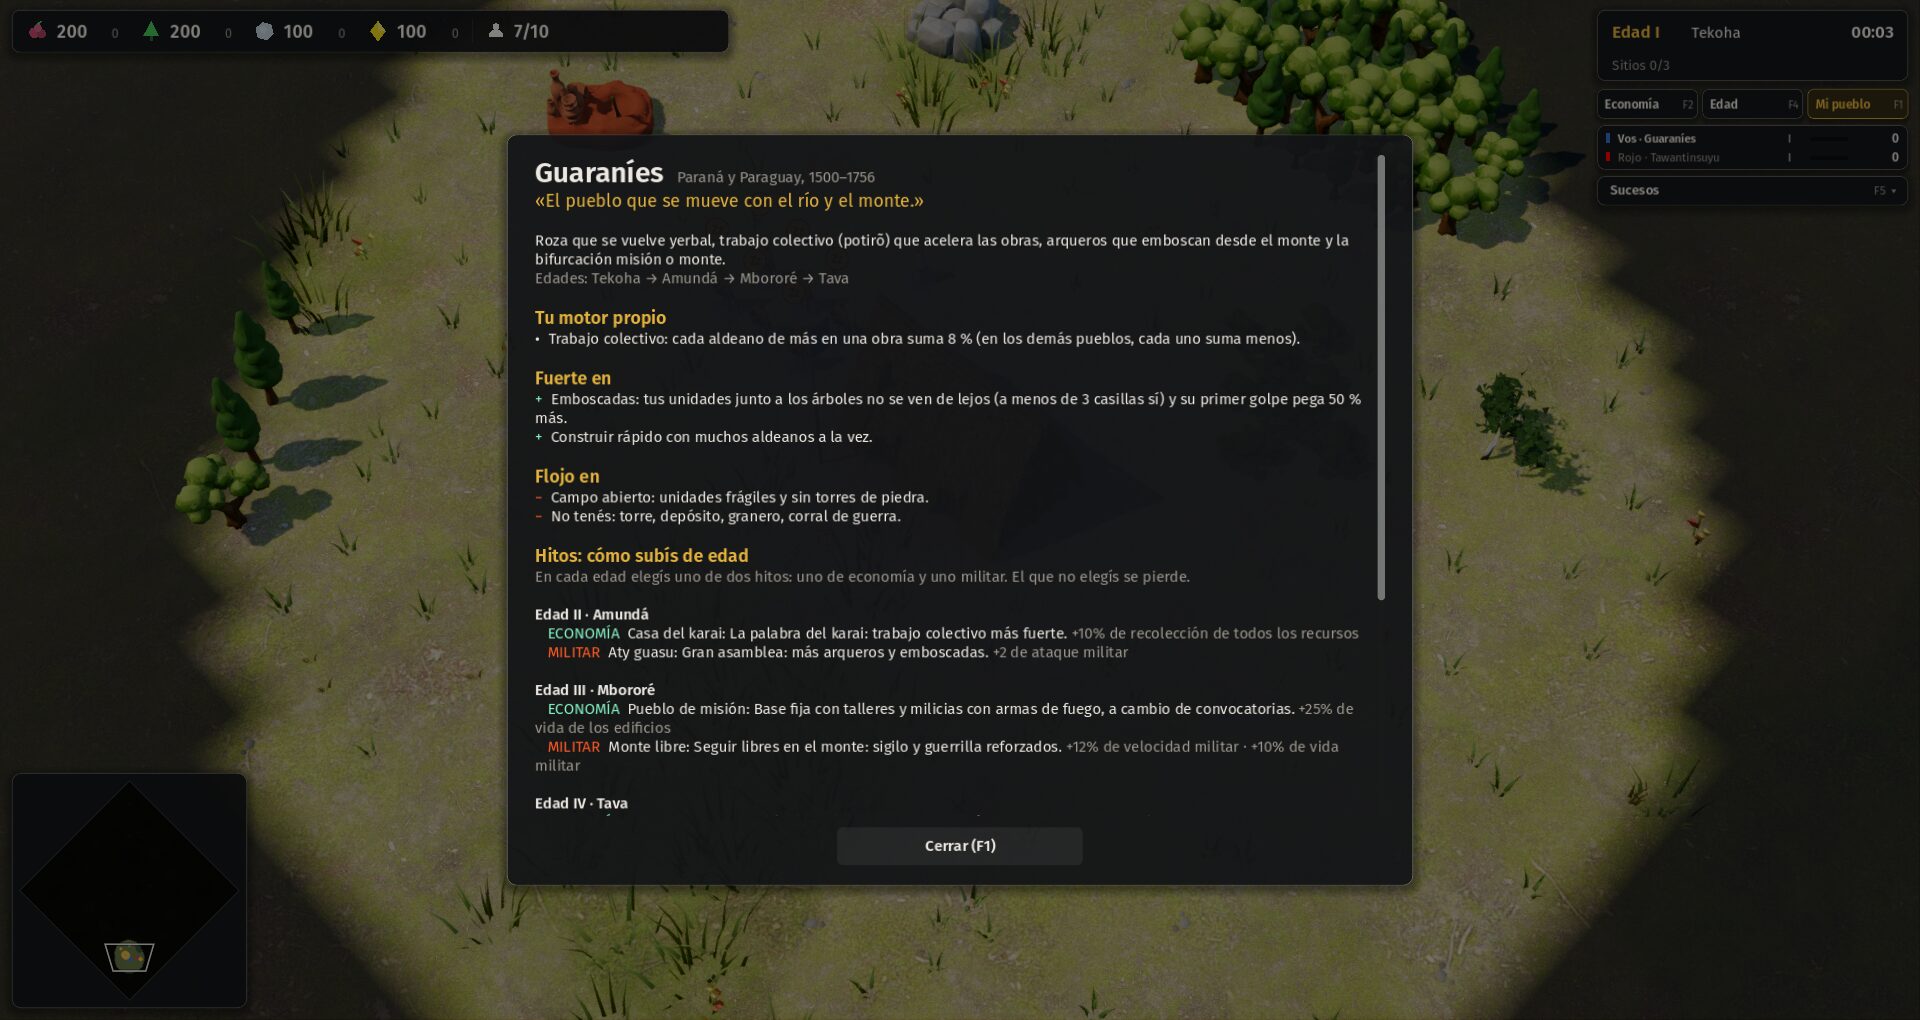 200 0 200 0 100 0 100 0 7/10
Edad I Tekoha 00:03
Sitios 0/3
Economía F2 Edad F4 Mi pueblo F1
Vos · Guaraníes I 0
Rojo · Tawantinsuyu I 0
Sucesos F5
Guaraníes Paraná y Paraguay, 1500–1756
«El pueblo que se mueve con el río y el monte.»
Roza que se vuelve yerbal, trabajo colectivo (potirõ) que acelera las obras, arqueros que emboscan desde el monte y la
bifurcación misión o monte.
Edades: Tekoha → Amundá → Mbororé → Tava
Tu motor propio
• Trabajo colectivo: cada aldeano de más en una obra suma 8 % (en los demás pueblos, cada uno suma menos).
Fuerte en
+ Emboscadas: tus unidades junto a los árboles no se ven de lejos (a menos de 3 casillas sí) y su primer golpe pega 50 %
más.
+ Construir rápido con muchos aldeanos a la vez.
Flojo en
– Campo abierto: unidades frágiles y sin torres de piedra.
– No tenés: torre, depósito, granero, corral de guerra.
Hitos: cómo subís de edad
En cada edad elegís uno de dos hitos: uno de economía y uno militar. El que no elegís se pierde.
Edad II · Amundá
ECONOMÍA Casa del karai: La palabra del karai: trabajo colectivo más fuerte. +10% de recolección de todos los recursos
MILITAR Aty guasu: Gran asamblea: más arqueros y emboscadas. +2 de ataque militar
Edad III · Mbororé
ECONOMÍA Pueblo de misión: Base fija con talleres y milicias con armas de fuego, a cambio de convocatorias. +25% de
vida de los edificios
MILITAR Monte libre: Seguir libres en el monte: sigilo y guerrilla reforzados. +12% de velocidad militar · +10% de vida
militar
Edad IV · Tava
Cerrar (F1)